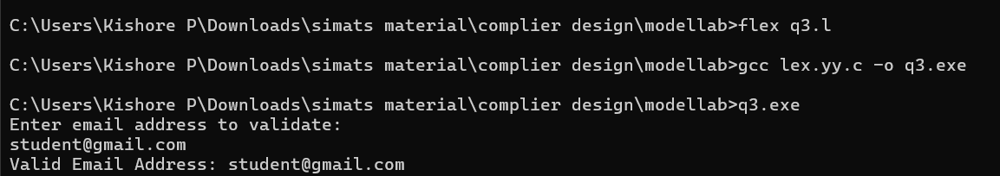 C:\Users\Kishore P\Downloads\simats material\complier design\modellab>flex q3.l
C:\Users\Kishore P\Downloads\simats material\complier design\modellab>gcc lex.yy.c -o q3.exe
C:\Users\Kishore P\Downloads\simats material\complier design\modellab>q3.exe
Enter email address to validate:
student@gmail.com
Valid Email Address: student@gmail.com